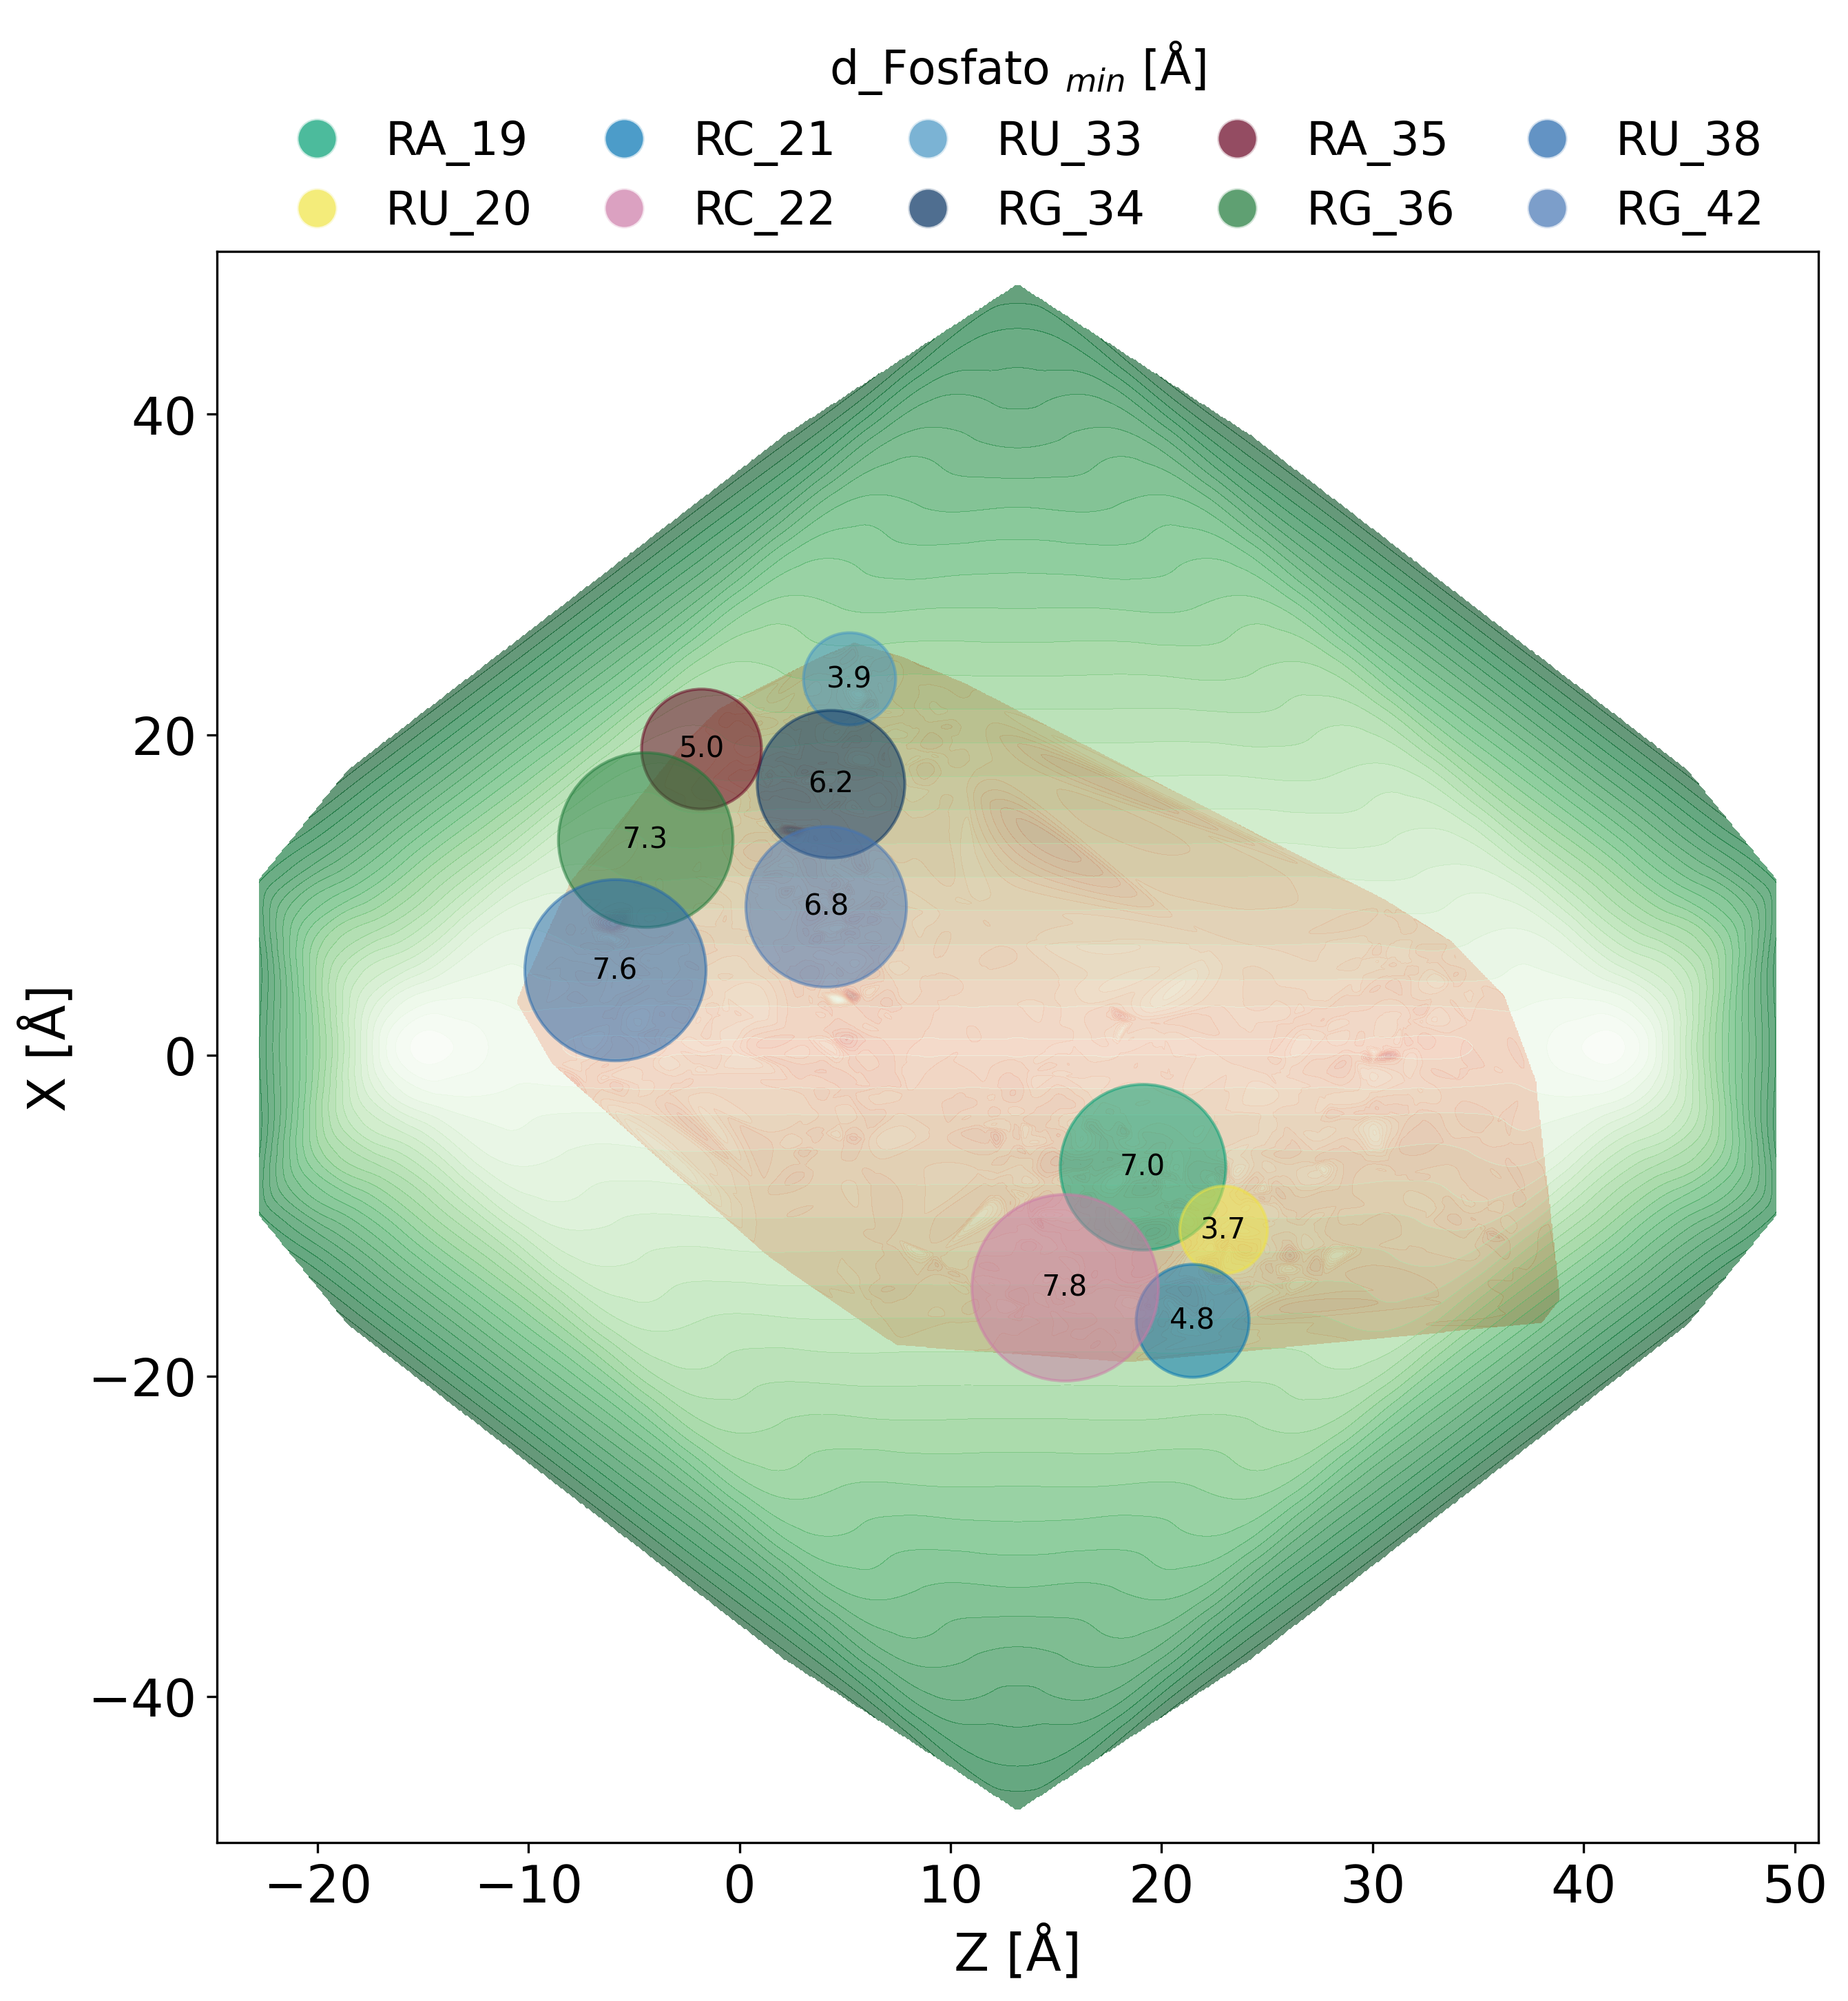 d_Fosfato min [Å]
RA_19 RC_21 RU_33 RA_35 RU_38
RU_20 RC_22 RG_34 RG_36 RG_42
40
20
0
−20
−40
X [Å]
3.9
5.0
6.2
7.3
6.8
7.6
7.0
3.7
7.8
4.8
−20 −10 0 10 20 30 40 50
Z [Å]